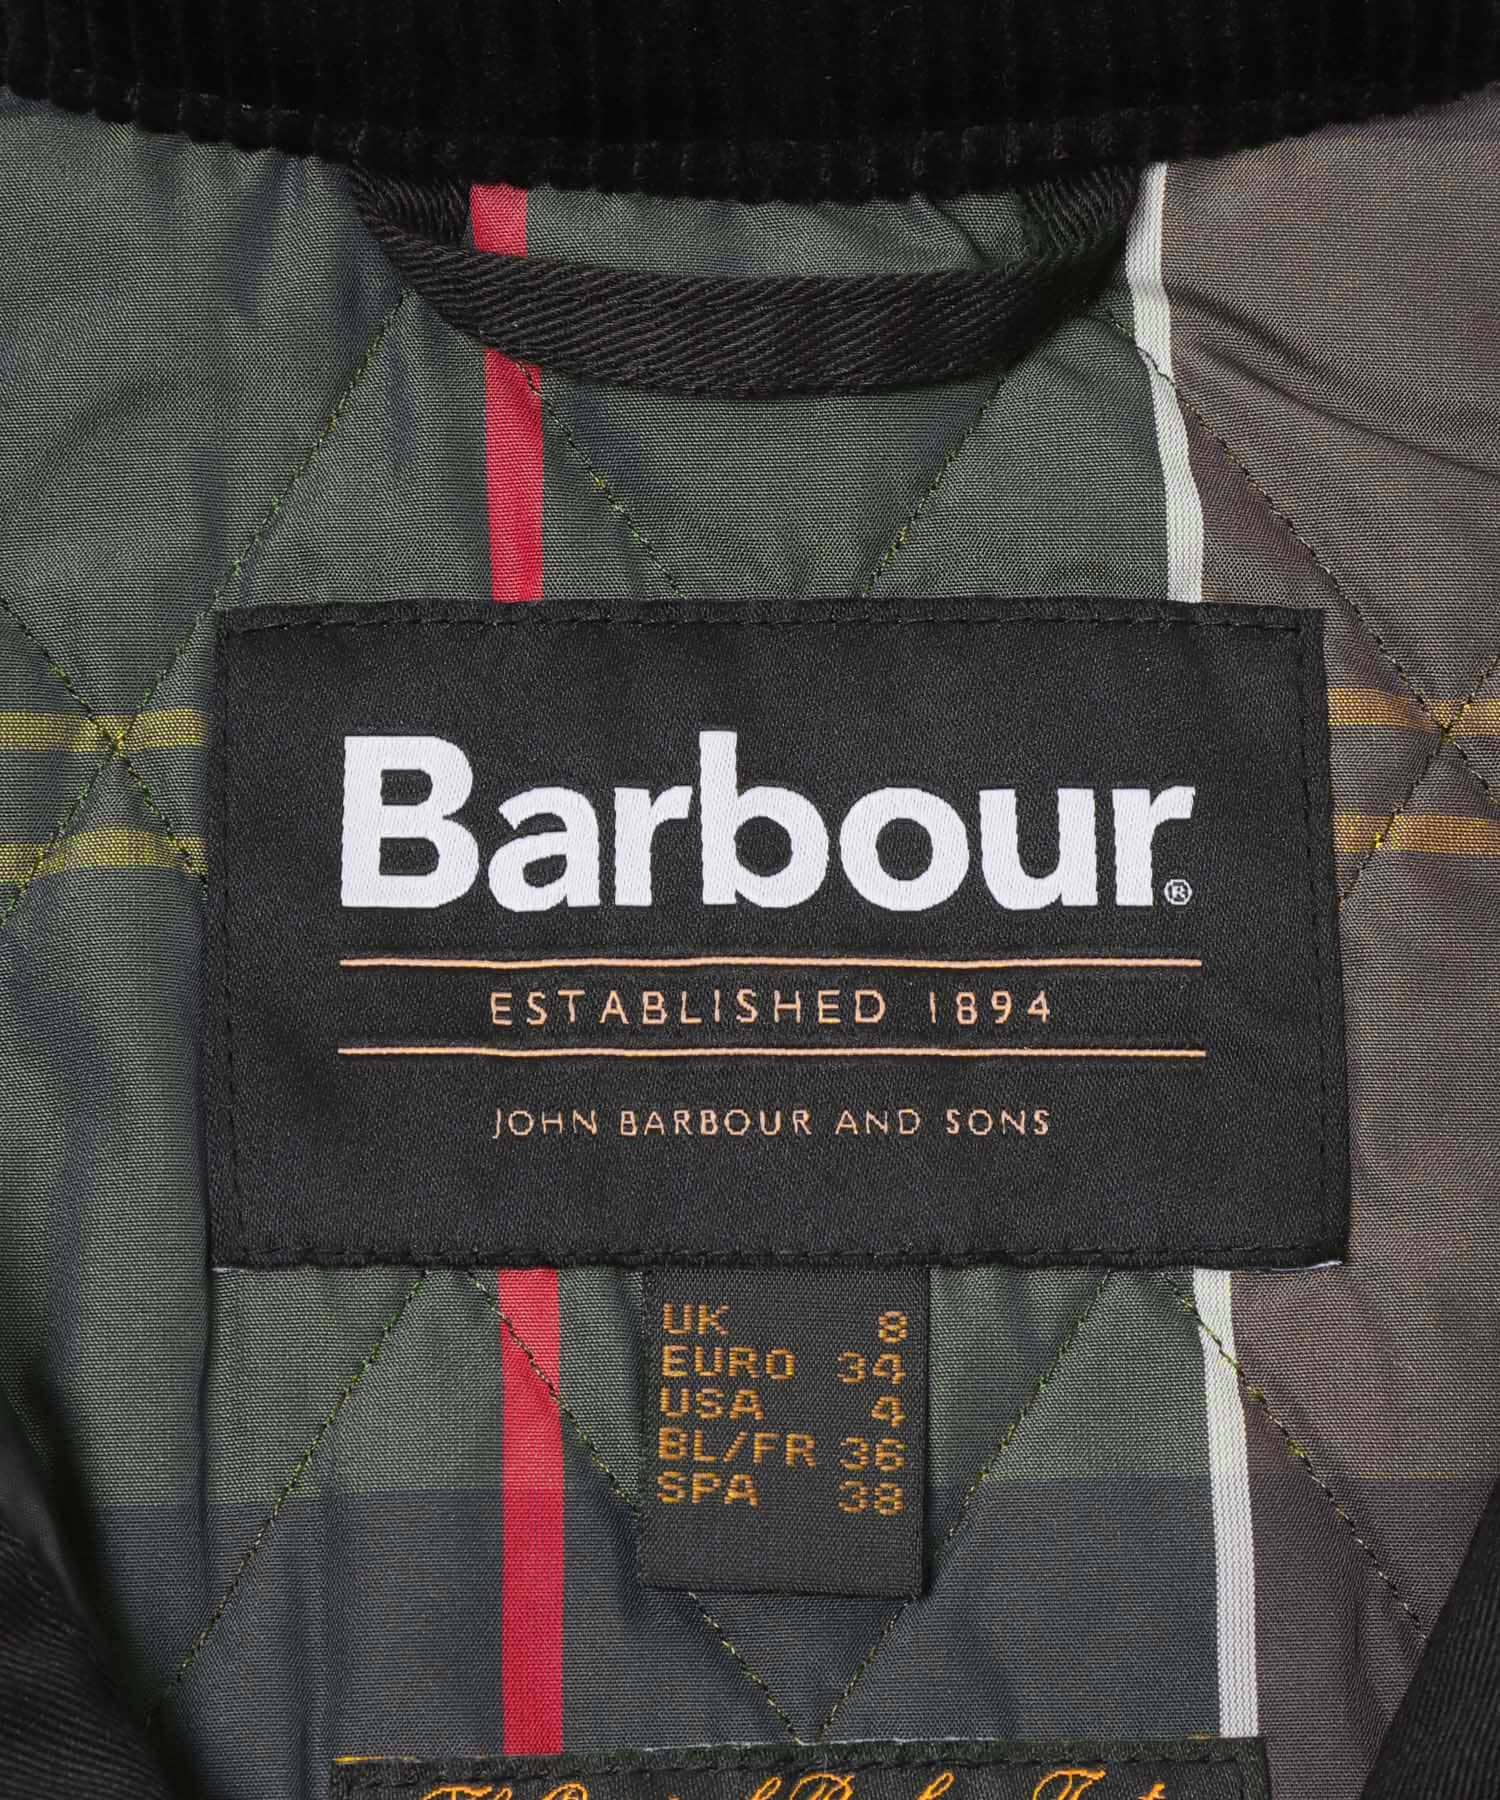 Barbour®
ESTABLISHED 1894
JOHN BARBOUR AND SONS
UK 8
EURO 34
USA 4
BL/FR 36
SPA 38